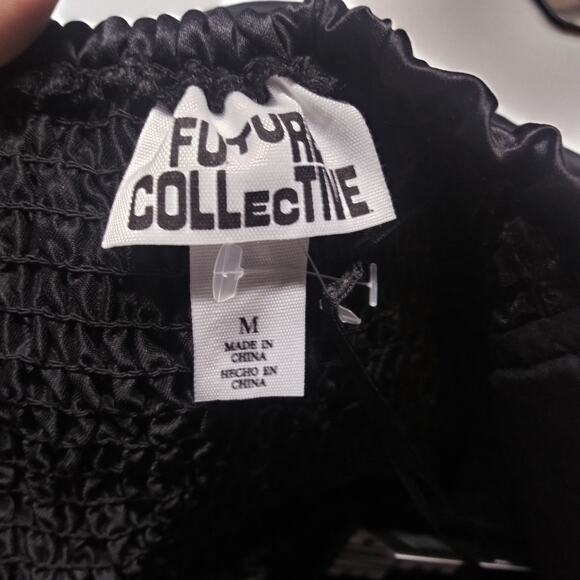 FUTURE
COLLECTIVE
M
MADE IN
CHINA
HECHO EN
CHINA